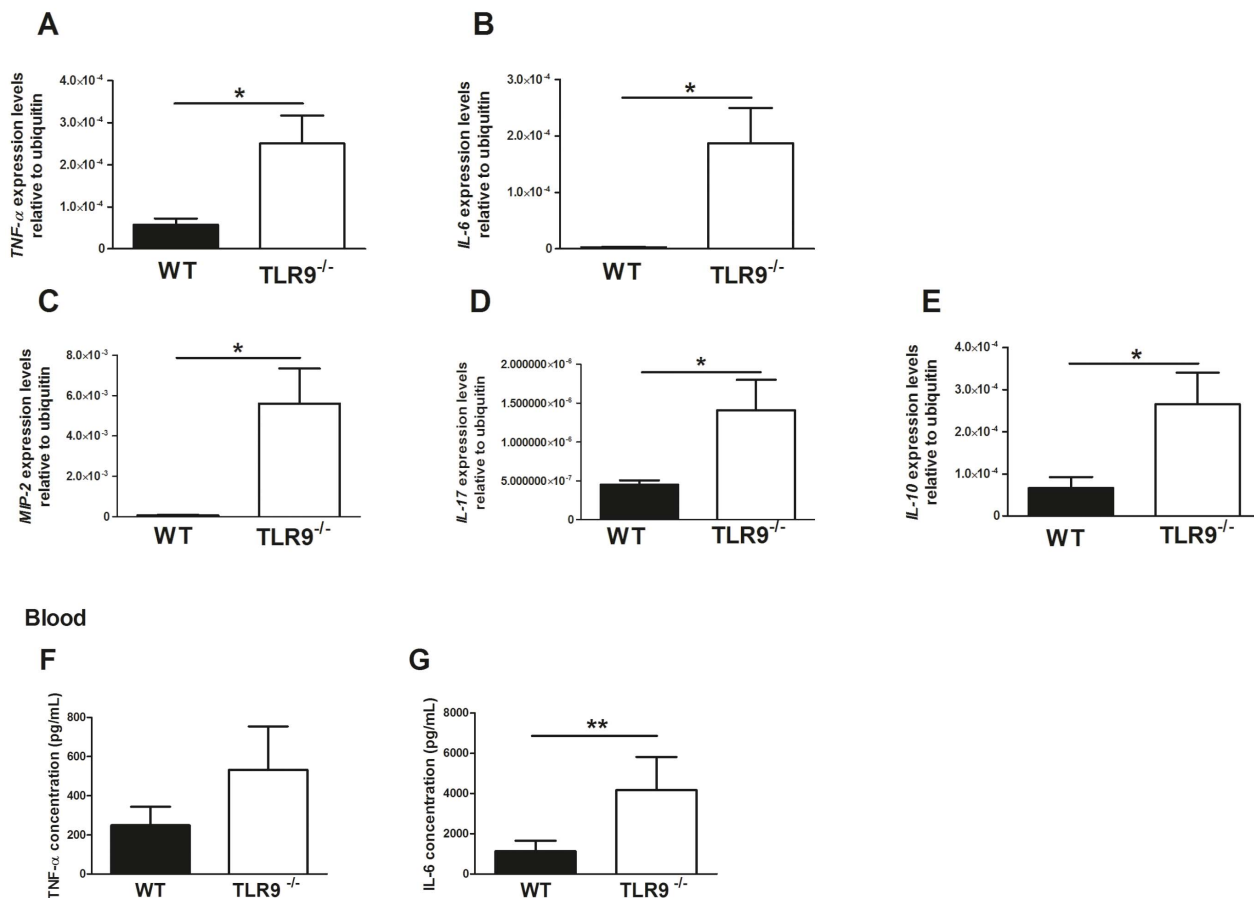 A
TNF-α expression levels
relative to ubiquitin
4.0×10-4
3.0×10-4
2.0×10-4
1.0×10-4
0
*
WT
TLR9-/-
B
IL-6 expression levels
relative to ubiquitin
3.0×10-4
2.0×10-4
1.0×10-4
0
*
WT
TLR9-/-
C
MIP-2 expression levels
relative to ubiquitin
8.0×10-3
6.0×10-3
4.0×10-3
2.0×10-3
0
*
WT
TLR9-/-
D
IL-17 expression levels
relative to ubiquitin
2.000000×10-6
1.500000×10-6
1.000000×10-6
5.000000×10-7
0
*
WT
TLR9-/-
E
IL-10 expression levels
relative to ubiquitin
4.0×10-4
3.0×10-4
2.0×10-4
1.0×10-4
0
*
WT
TLR9-/-
Blood
F
TNF-α concentration (pg/mL)
800
600
400
200
0
WT
TLR9 -/-
G
IL-6 concentration (pg/mL)
8000
6000
4000
2000
0
**
WT
TLR9 -/-